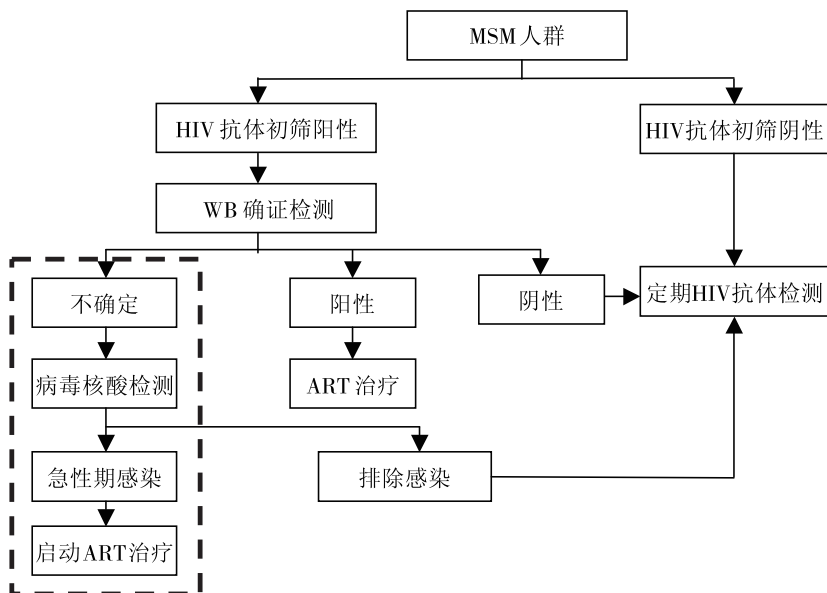 MSM 人群
HIV 抗体初筛阳性
HIV抗体初筛阴性
WB 确证检测
不确定
阳性
阴性
定期HIV抗体检测
病毒核酸检测
ART 治疗
急性期感染
排除感染
启动ART治疗